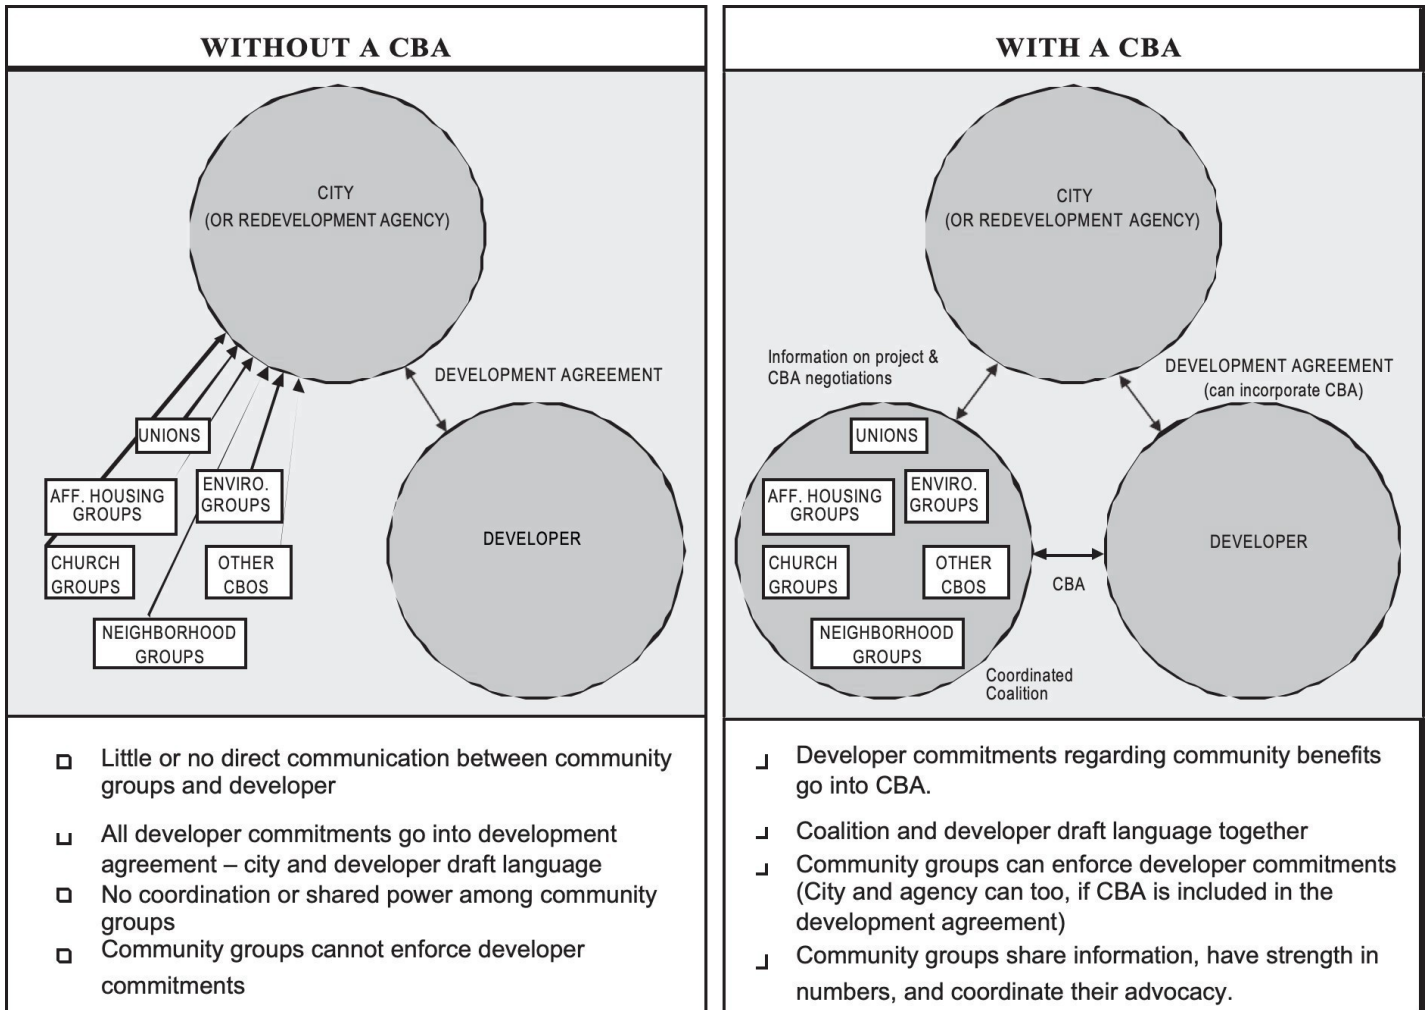 WITHOUT A CBA
CITY
(OR REDEVELOPMENT AGENCY)
DEVELOPMENT AGREEMENT
UNIONS
AFF. HOUSING
GROUPS
ENVIRO.
GROUPS
CHURCH
GROUPS
OTHER
CBOS
NEIGHBORHOOD
GROUPS
DEVELOPER
Little or no direct communication between community
groups and developer
All developer commitments go into development
agreement – city and developer draft language
No coordination or shared power among community
groups
Community groups cannot enforce developer
commitments
WITH A CBA
CITY
(OR REDEVELOPMENT AGENCY)
Information on project &
CBA negotiations
DEVELOPMENT AGREEMENT
(can incorporate CBA)
UNIONS
AFF. HOUSING
GROUPS
ENVIRO.
GROUPS
CHURCH
GROUPS
OTHER
CBOS
NEIGHBORHOOD
GROUPS
CBA
DEVELOPER
Coordinated
Coalition
Developer commitments regarding community benefits
go into CBA.
Coalition and developer draft language together
Community groups can enforce developer commitments
(City and agency can too, if CBA is included in the
development agreement)
Community groups share information, have strength in
numbers, and coordinate their advocacy.